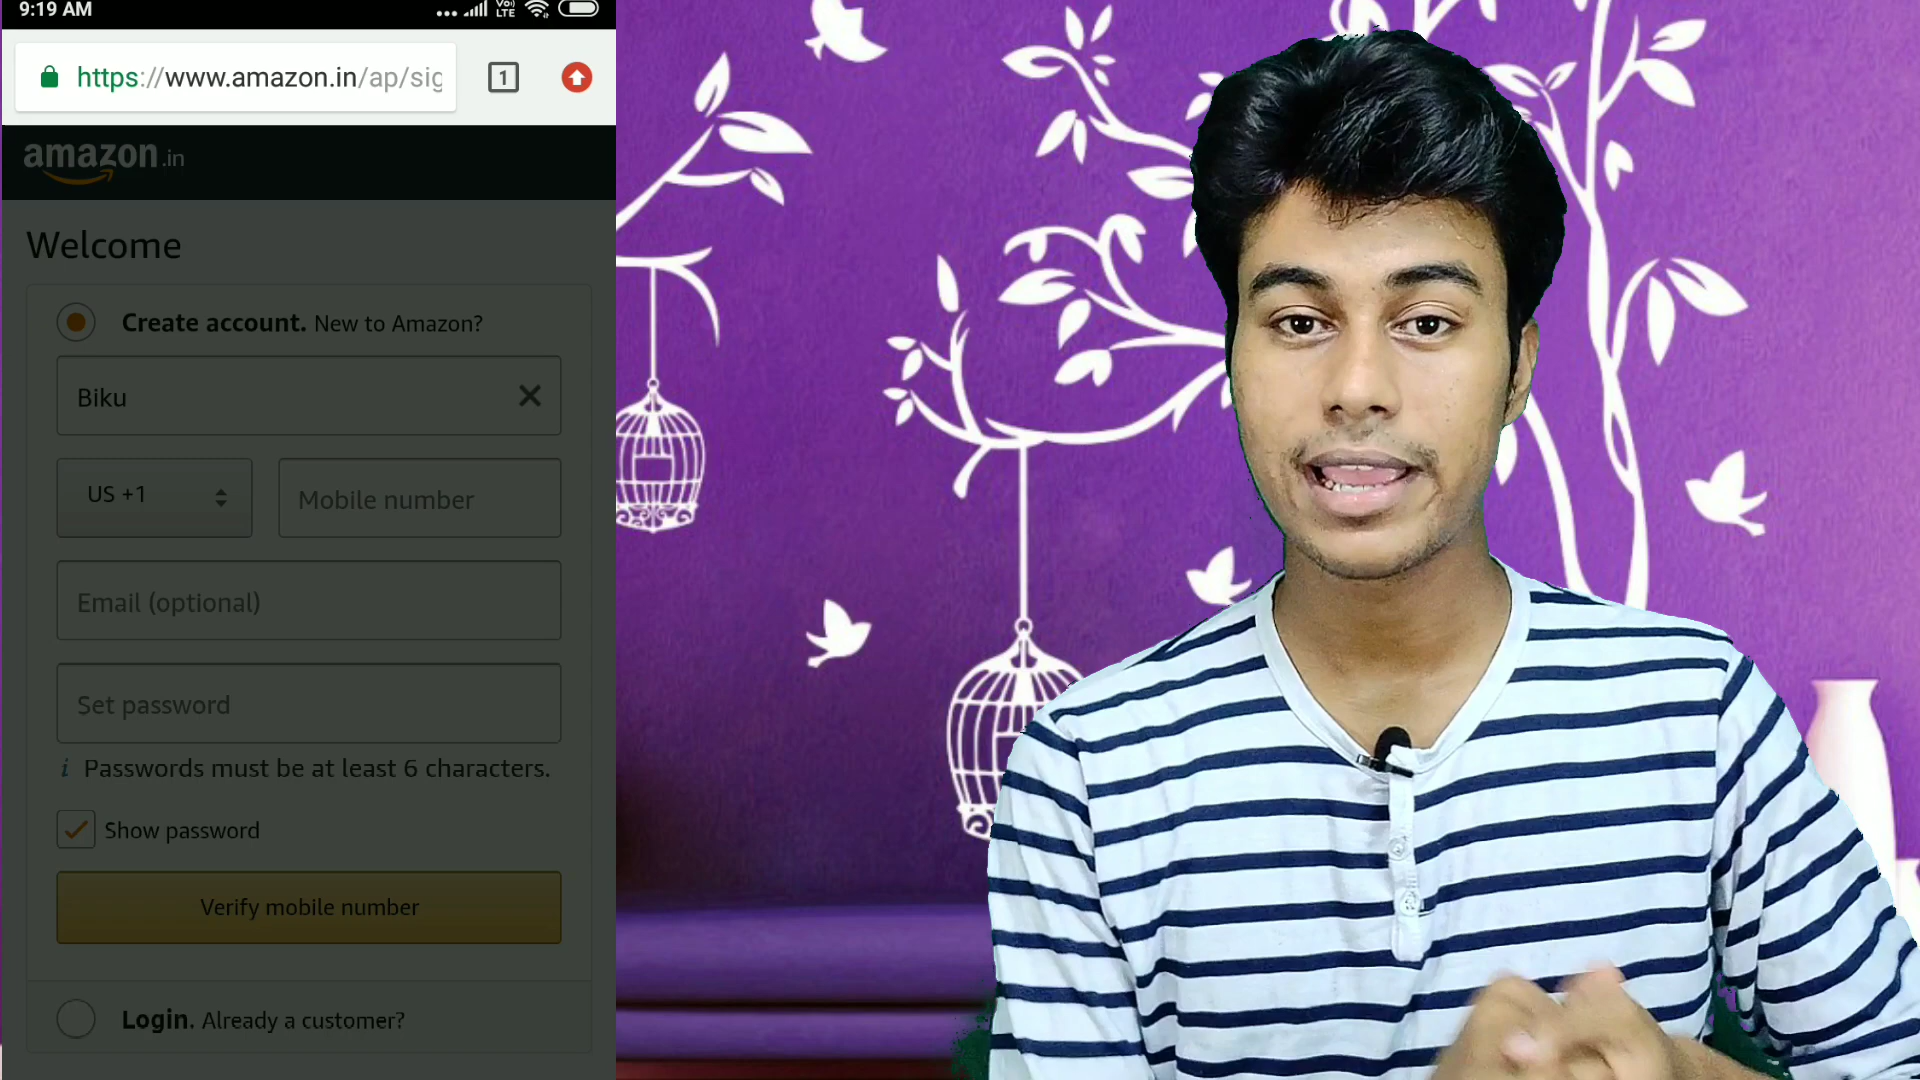 9:19 AM
VoJ
LTE
https://www.amazon.in/ap/sig
1
amazon.in
Welcome
Create account. New to Amazon?
Biku
US +1
Mobile number
Email (optional)
Set password
i Passwords must be at least 6 characters.
Show password
Verify mobile number
Login. Already a customer?